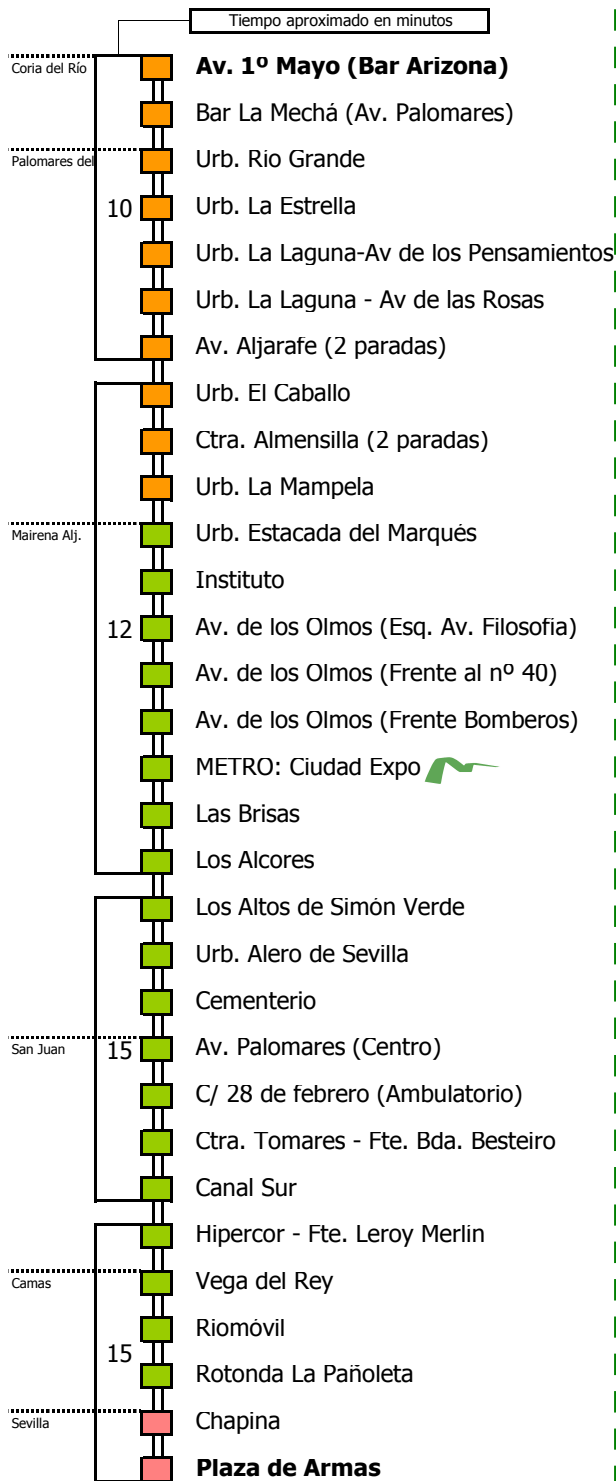 Tiempo aproximado en minutos
Coria del Río
Av. 1º Mayo (Bar Arizona)
Bar La Mechá (Av. Palomares)
Palomares del
Urb. Rio Grande
10
Urb. La Estrella
Urb. La Laguna-Av de los Pensamientos
Urb. La Laguna - Av de las Rosas
Av. Aljarafe (2 paradas)
Urb. El Caballo
Ctra. Almensilla (2 paradas)
Urb. La Mampela
Mairena Alj.
Urb. Estacada del Marqués
Instituto
12
Av. de los Olmos (Esq. Av. Filosofia)
Av. de los Olmos (Frente al nº 40)
Av. de los Olmos (Frente Bomberos)
METRO: Ciudad Expo
Las Brisas
Los Alcores
Los Altos de Simón Verde
Urb. Alero de Sevilla
Cementerio
San Juan
15
Av. Palomares (Centro)
C/ 28 de febrero (Ambulatorio)
Ctra. Tomares - Fte. Bda. Besteiro
Canal Sur
Hipercor - Fte. Leroy Merlin
Camas
Vega del Rey
Riomóvil
15
Rotonda La Pañoleta
Sevilla
Chapina
Plaza de Armas